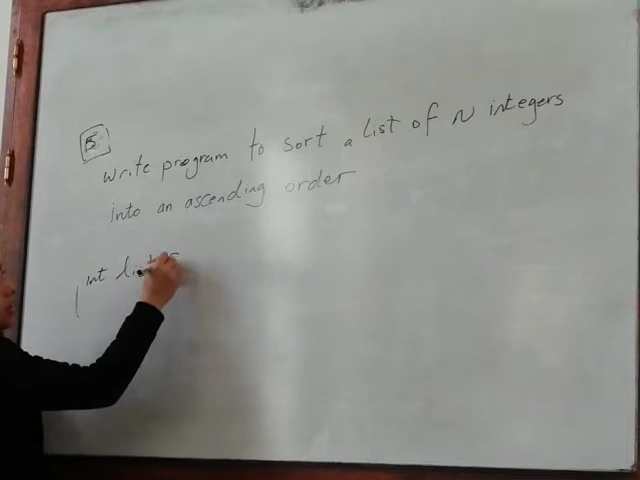 5
write program to sort a list of N integers
into an ascending order
int